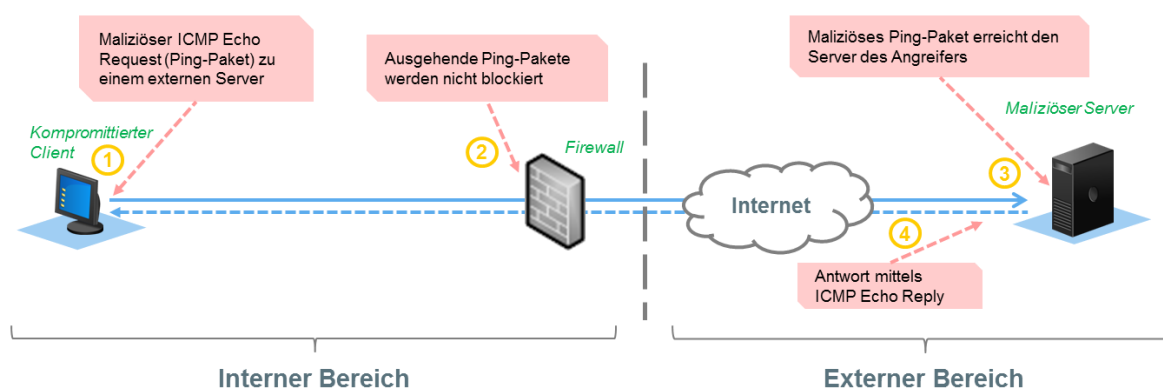 Maliziöser ICMP Echo
Request (Ping-Paket) zu
einem externen Server
Ausgehende Ping-Pakete
werden nicht blockiert
Maliziöses Ping-Paket erreicht den
Server des Angreifers
Kompromittierter
Client
1
2
Firewall
Internet
Maliziöser Server
3
4
Antwort mittels
ICMP Echo Reply
Interner Bereich
Externer Bereich